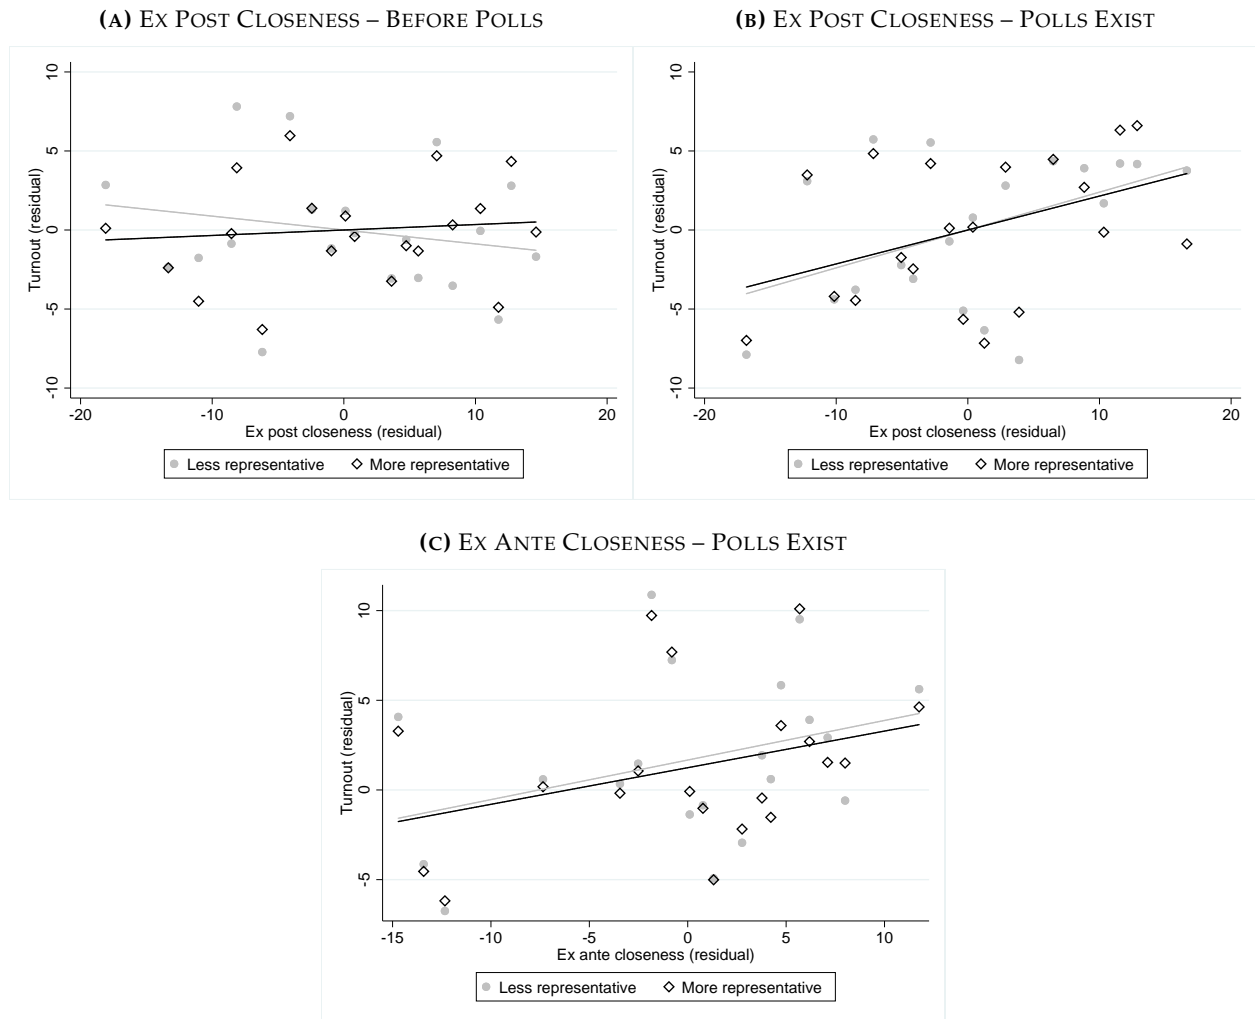 (A) EX POST CLOSENESS – BEFORE POLLS
Turnout (residual)
10
5
0
-5
-10
-20 -10 0 10 20
Ex post closeness (residual)
Less representative More representative
(B) EX POST CLOSENESS – POLLS EXIST
Turnout (residual)
10
5
0
-5
-10
-20 -10 0 10 20
Ex post closeness (residual)
Less representative More representative
(C) EX ANTE CLOSENESS – POLLS EXIST
Turnout (residual)
10
5
0
-5
-15 -10 -5 0 5 10
Ex ante closeness (residual)
Less representative More representative